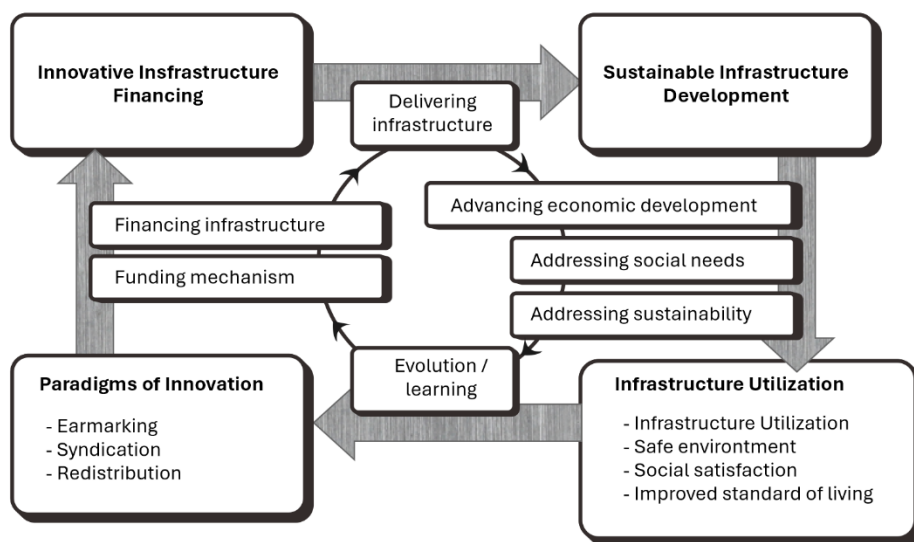 Innovative Insfrastructure
Financing
Sustainable Infrastructure
Development
Delivering
infrastructure
Financing infrastructure
Funding mechanism
Advancing economic development
Addressing social needs
Addressing sustainability
Evolution /
learning
Paradigms of Innovation
- Earmarking
- Syndication
- Redistribution
Infrastructure Utilization
- Infrastructure Utilization
- Safe environtment
- Social satisfaction
- Improved standard of living